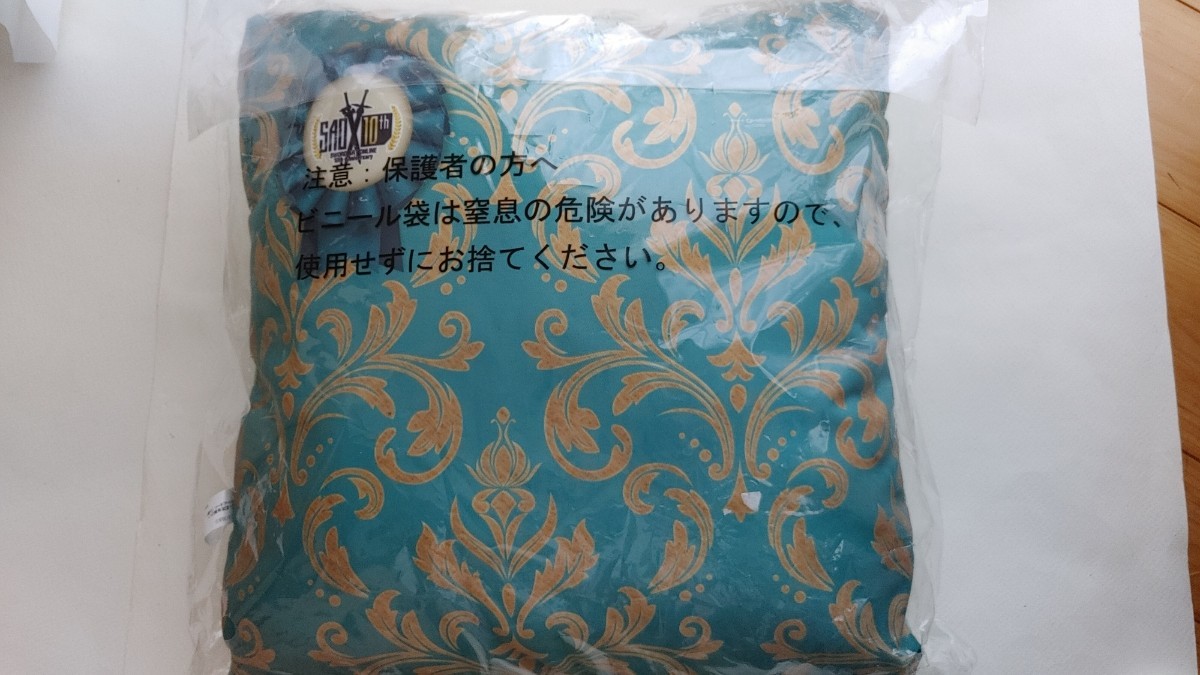 SAO 10th
注意：保護者の方へ
ビニール袋は窒息の危険がありますので、
使用せずにお捨てください。